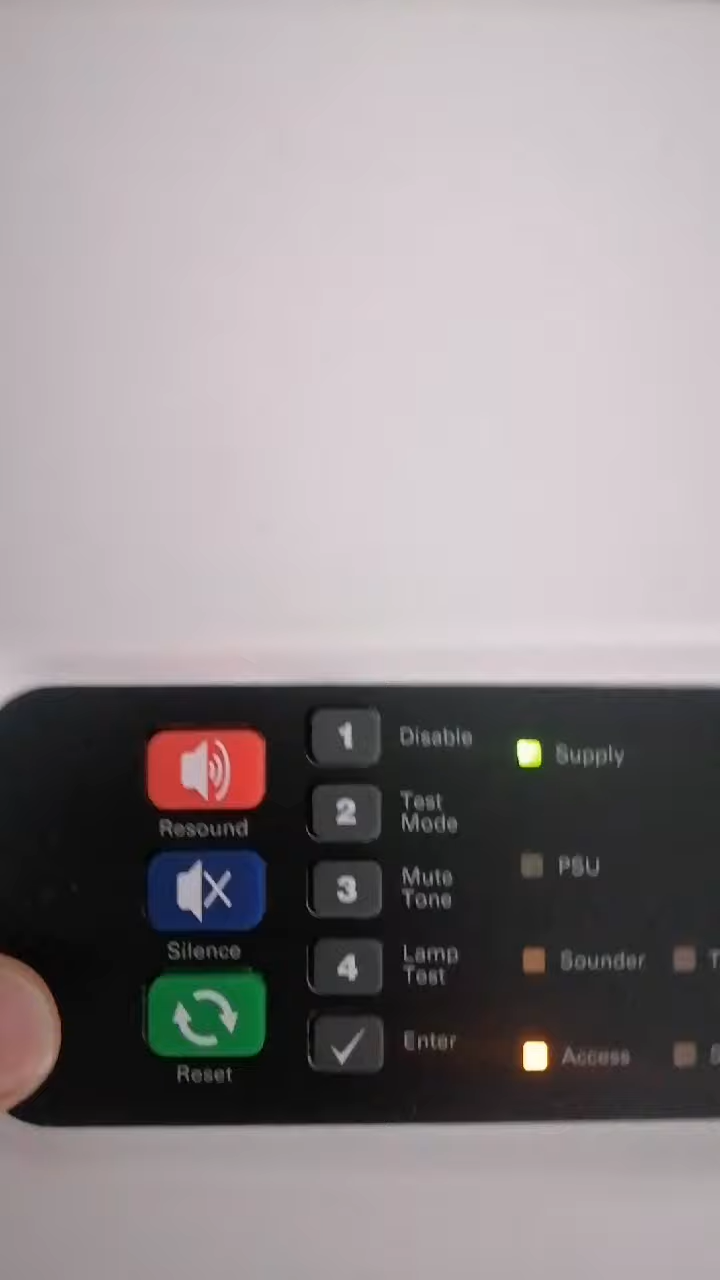 1
Disable
Supply
Resound
2
Test
Mode
3
Mute
Tone
PSU
Silence
4
Lamp
Test
Sounder
Reset
Enter
Access